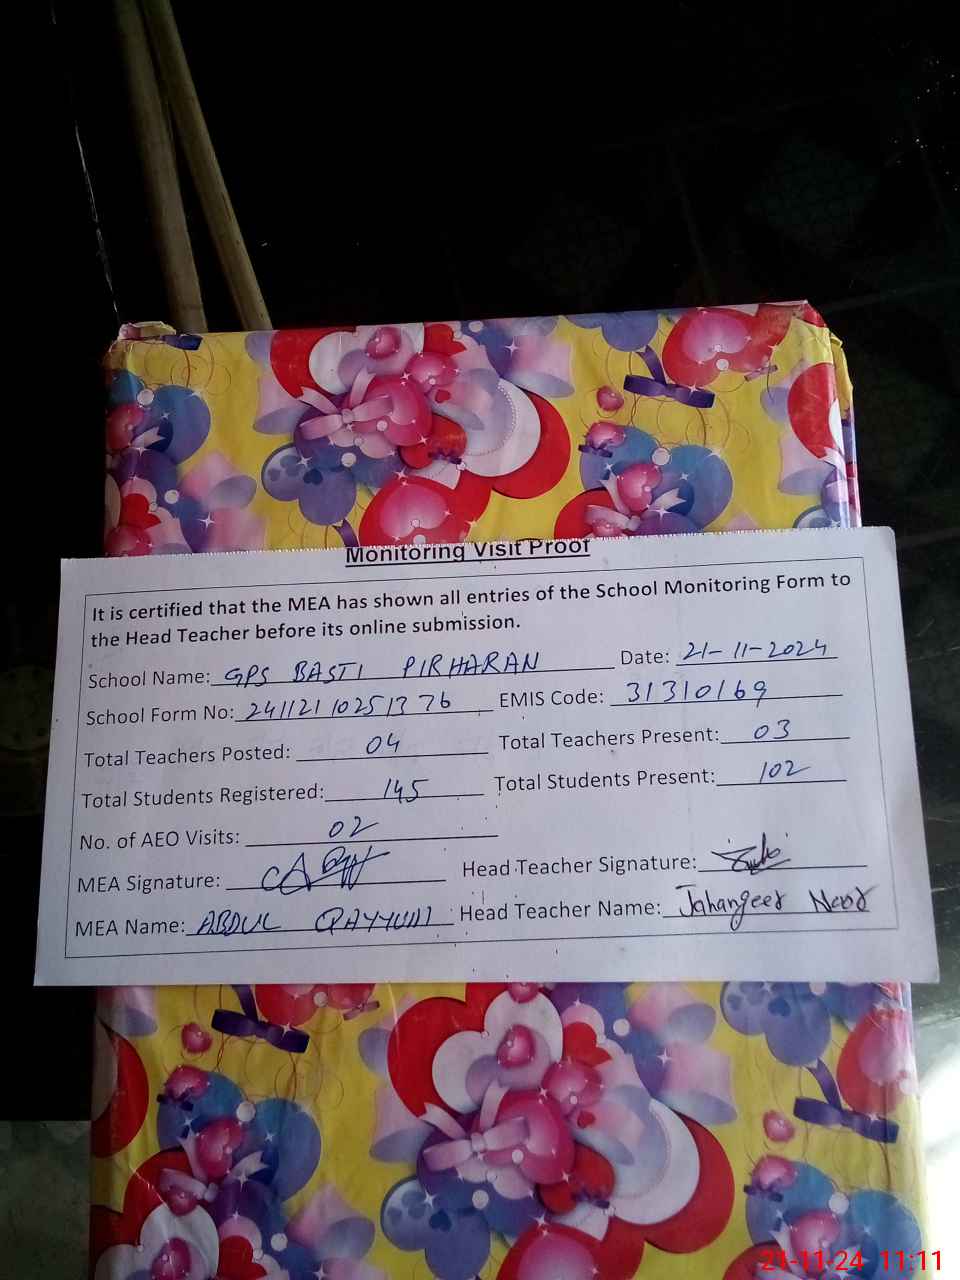 Monitoring Visit Proof
It is certified that the MEA has shown all entries of the School Monitoring Form to
the Head Teacher before its online submission.
School Name: GPS BASTI PIRHARAN Date: 21-11-2024
School Form No: 241121102513 76 EMIS Code: 31310169
Total Teachers Posted: 04 Total Teachers Present: 03
Total Students Registered: 145 Total Students Present: 102
No. of AEO Visits: 02
MEA Signature: Head Teacher Signature:
MEA Name: ABDUL QAYYUM Head Teacher Name: Jahangeer Noor
21-11-24 11:11